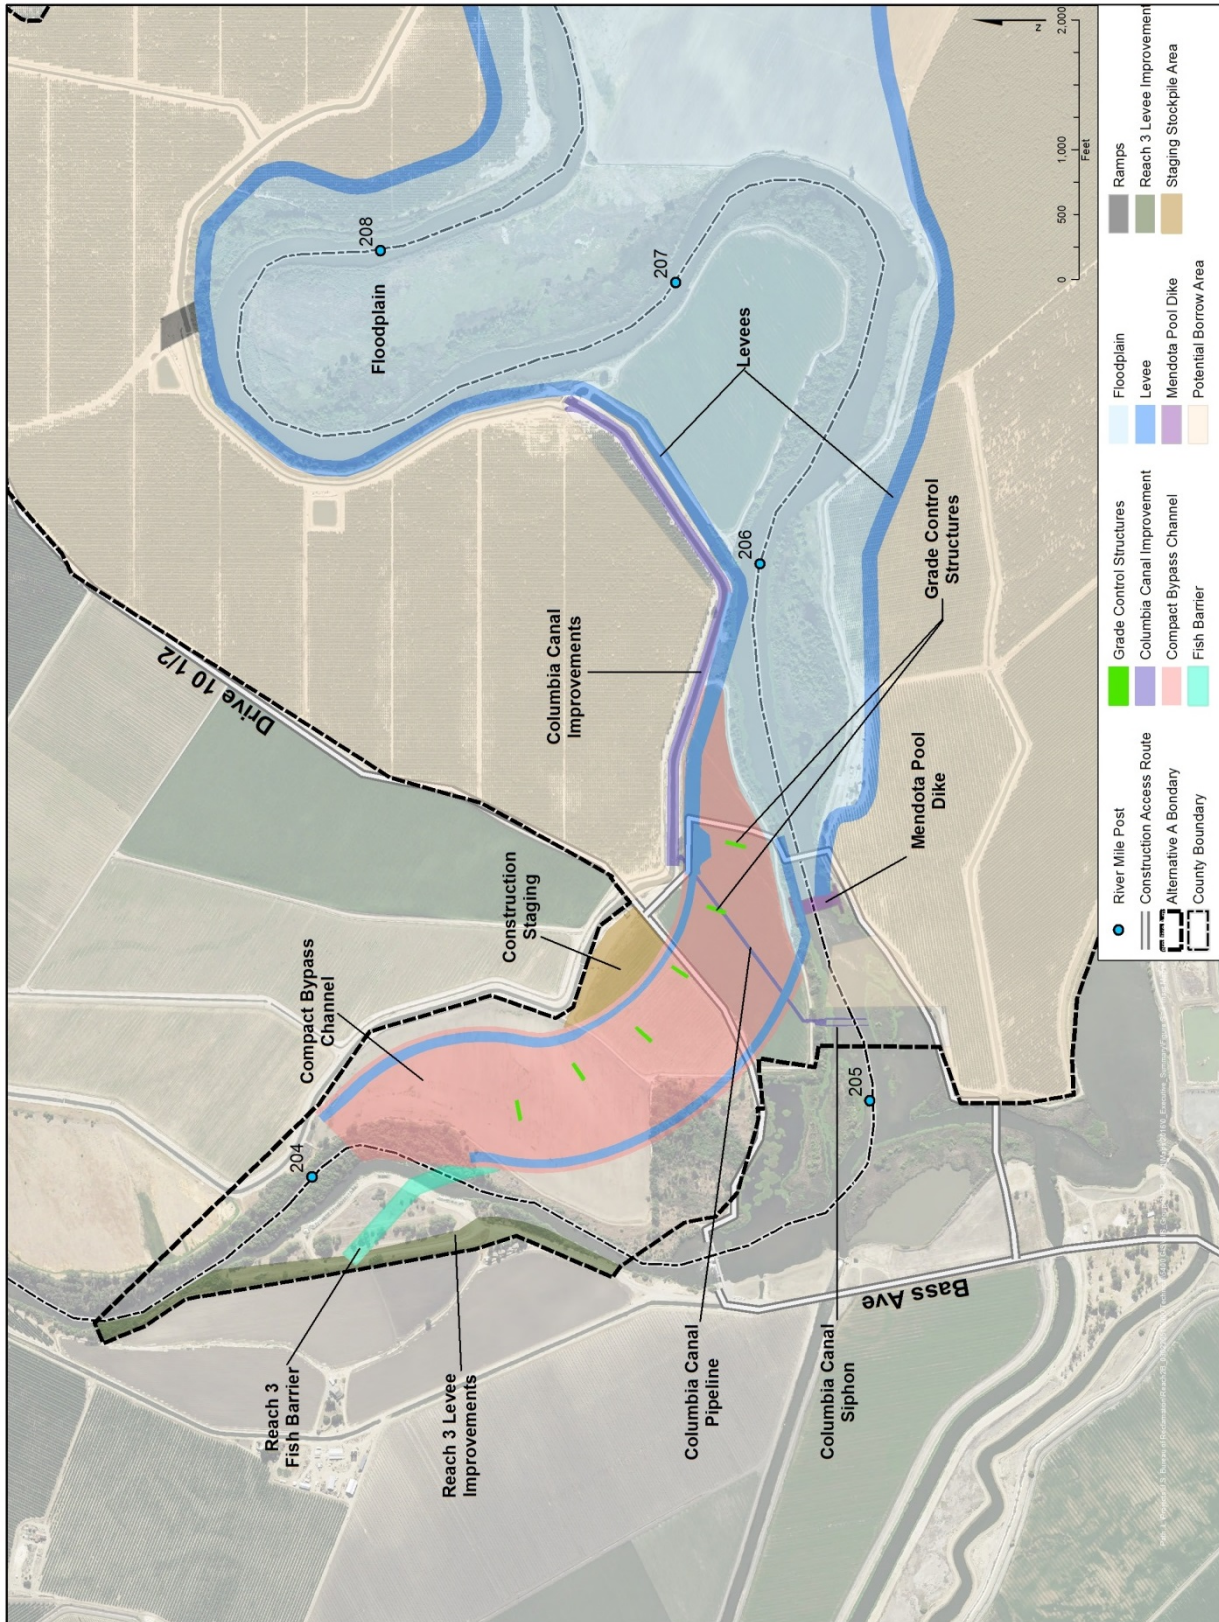 Drive 10 1/2
208
Floodplain
207
Levees
206
Grade Control
Structures
Columbia Canal
Improvements
Mendota Pool
Dike
Construction
Staging
Compact Bypass
Channel
204
205
Reach 3
Fish Barrier
Reach 3 Levee
Improvements
Columbia Canal
Pipeline
Columbia Canal
Siphon
Bass Ave
z
0 500 1,000 2,000
Feet
River Mile Post
Construction Access Route
Alternative A Bondary
County Boundary
Grade Control Structures
Columbia Canal Improvement
Compact Bypass Channel
Fish Barrier
Floodplain
Levee
Mendota Pool Dike
Potential Borrow Area
Ramps
Reach 3 Levee Improvement
Staging Stockpile Area